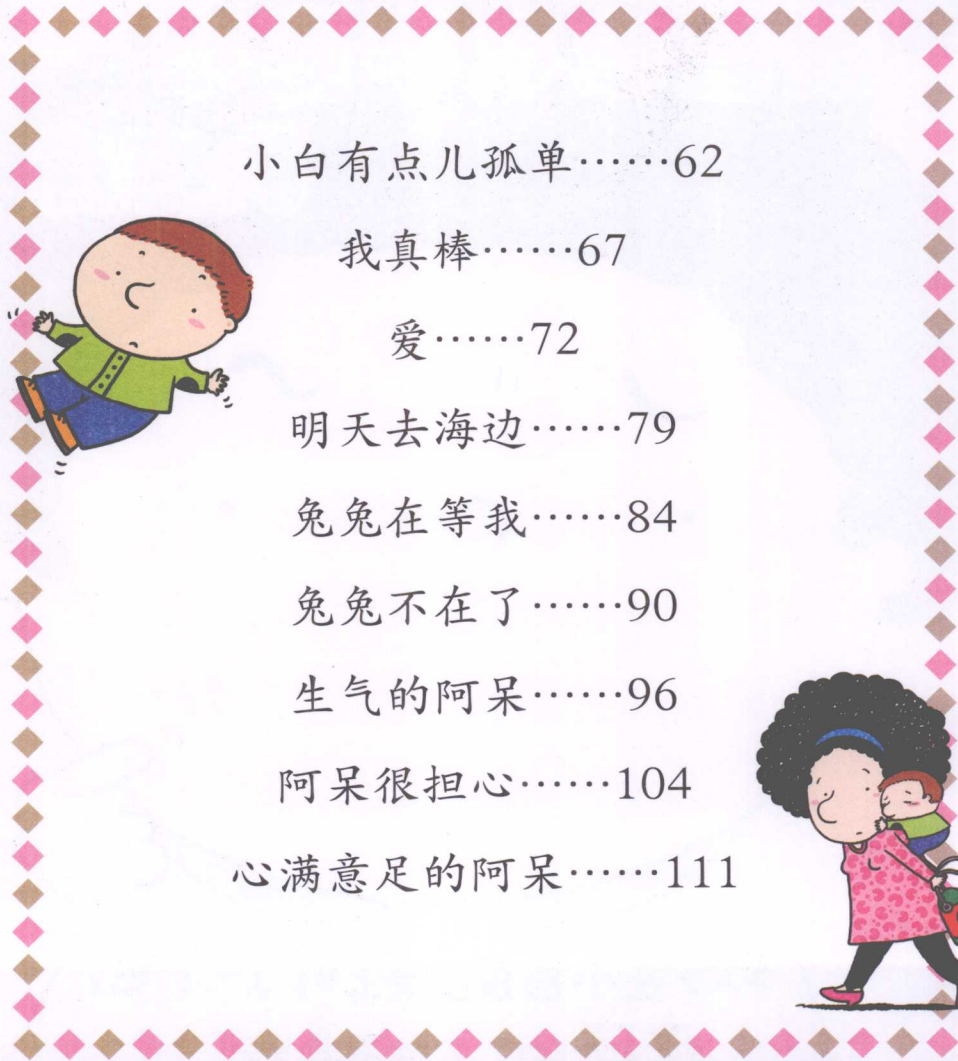 小白有点儿孤单……62
我真棒……67
爱……72
明天去海边……79
兔兔在等我……84
兔兔不在了……90
生气的阿呆……96
阿呆很担心……104
心满意足的阿呆……111